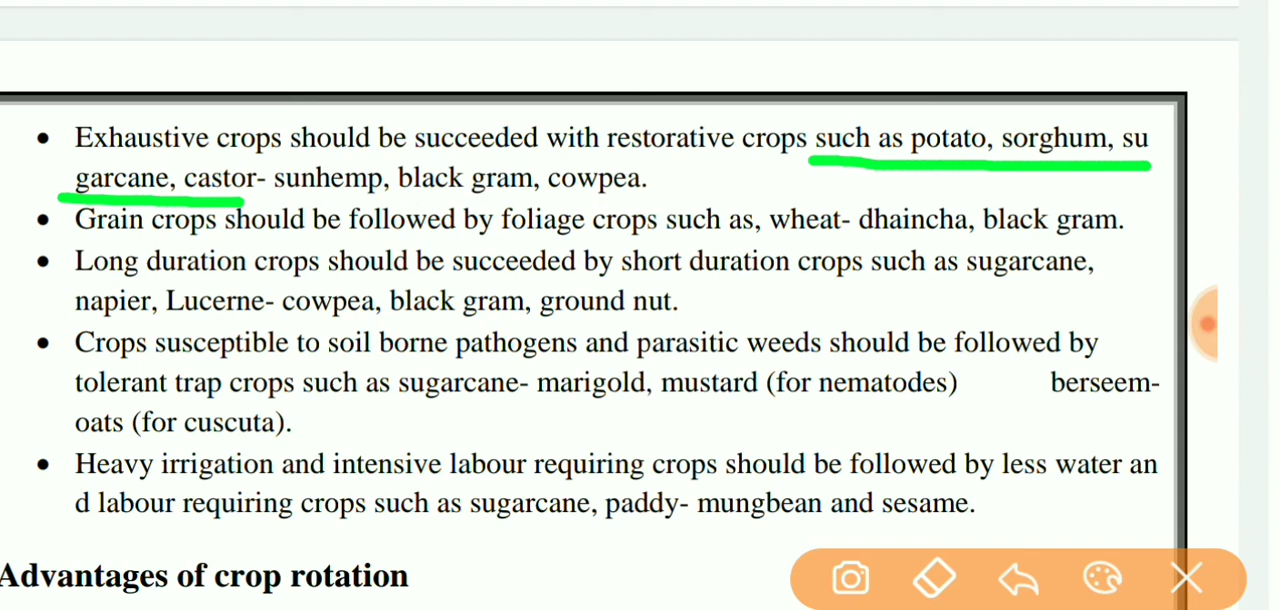 • Exhaustive crops should be succeeded with restorative crops such as potato, sorghum, su
garcane, castor- sunhemp, black gram, cowpea.
• Grain crops should be followed by foliage crops such as, wheat- dhaincha, black gram.
• Long duration crops should be succeeded by short duration crops such as sugarcane,
napier, Lucerne- cowpea, black gram, ground nut.
• Crops susceptible to soil borne pathogens and parasitic weeds should be followed by
tolerant trap crops such as sugarcane- marigold, mustard (for nematodes) berseem-
oats (for cuscuta).
• Heavy irrigation and intensive labour requiring crops should be followed by less water an
d labour requiring crops such as sugarcane, paddy- mungbean and sesame.
Advantages of crop rotation